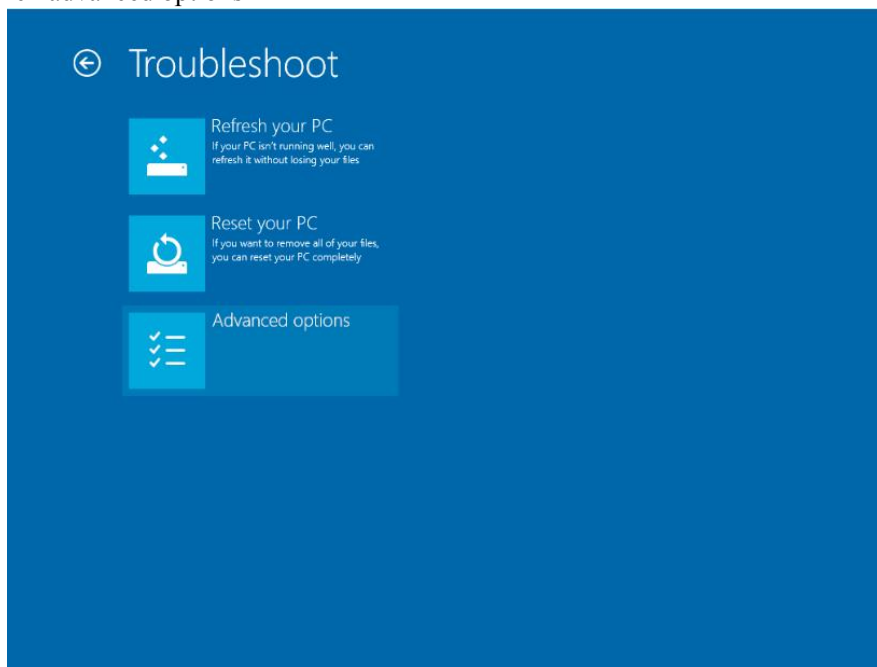 advanced options
Troubleshoot
Refresh your PC
If your PC isn't running well, you can
refresh it without losing your files
Reset your PC
If you want to remove all of your files,
you can reset your PC completely
Advanced options